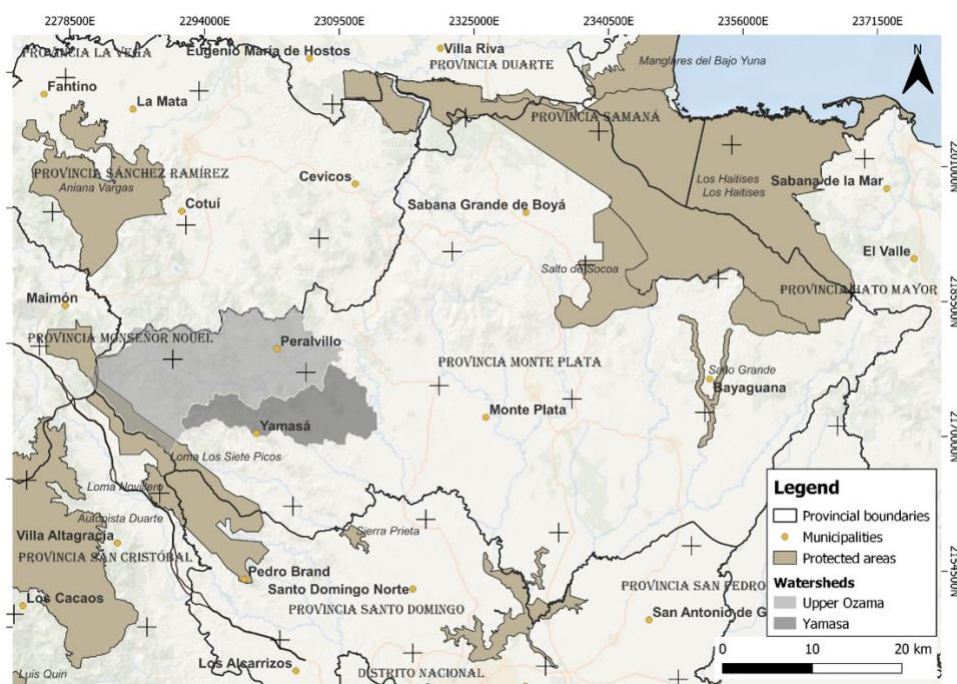 22785000E 2294000E 2309500E 2325000E 2340500E 2356000E 2371500E
PROVINCIA LA VEGA
Eugenio María de Hostos
Villa Riva
PROVINCIA DUARTE
Manglares del Bajo Yuna
N
Fantino
La Mata
PROVINCIA SAMANÁ
2201000N
PROVINCIA SÁNCHEZ RAMÍREZ
Aniana Vargas
Cevicos
Los Haitises
Los Haitises
Sabana de la Mar
Cotuí
Sabana Grande de Boyá
El Valle
Salto de Socoa
PROVINCIA HATO MAYOR
2185500N
Maimón
PROVINCIA MONSEÑOR NOUEL
Peralvillo
PROVINCIA MONTE PLATA
Salto Grande
Bayaguana
Monte Plata
Yamasá
2170000N
Loma Los Siete Picos
Loma Novillero
Autopista Duarte
Sierra Prieta
Villa Altagracia
PROVINCIA SAN CRISTÓBAL
2154500N
Pedro Brand
Santo Domingo Norte
PROVINCIA SANTO DOMINGO
PROVINCIA SAN PEDRO
Los Cacaos
San Antonio de G
Los Alcarrizos
DISTRITO NACIONAL
Luis Quin
Legend
Provincial boundaries
Municipalities
Protected areas
Watersheds
Upper Ozama
Yamasa
0 10 20 km